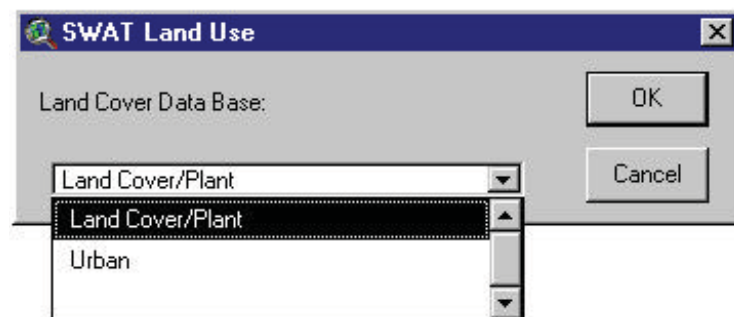 SWAT Land Use
Land Cover Data Base:
OK
Land Cover/Plant
Cancel
Land Cover/Plant
Urban